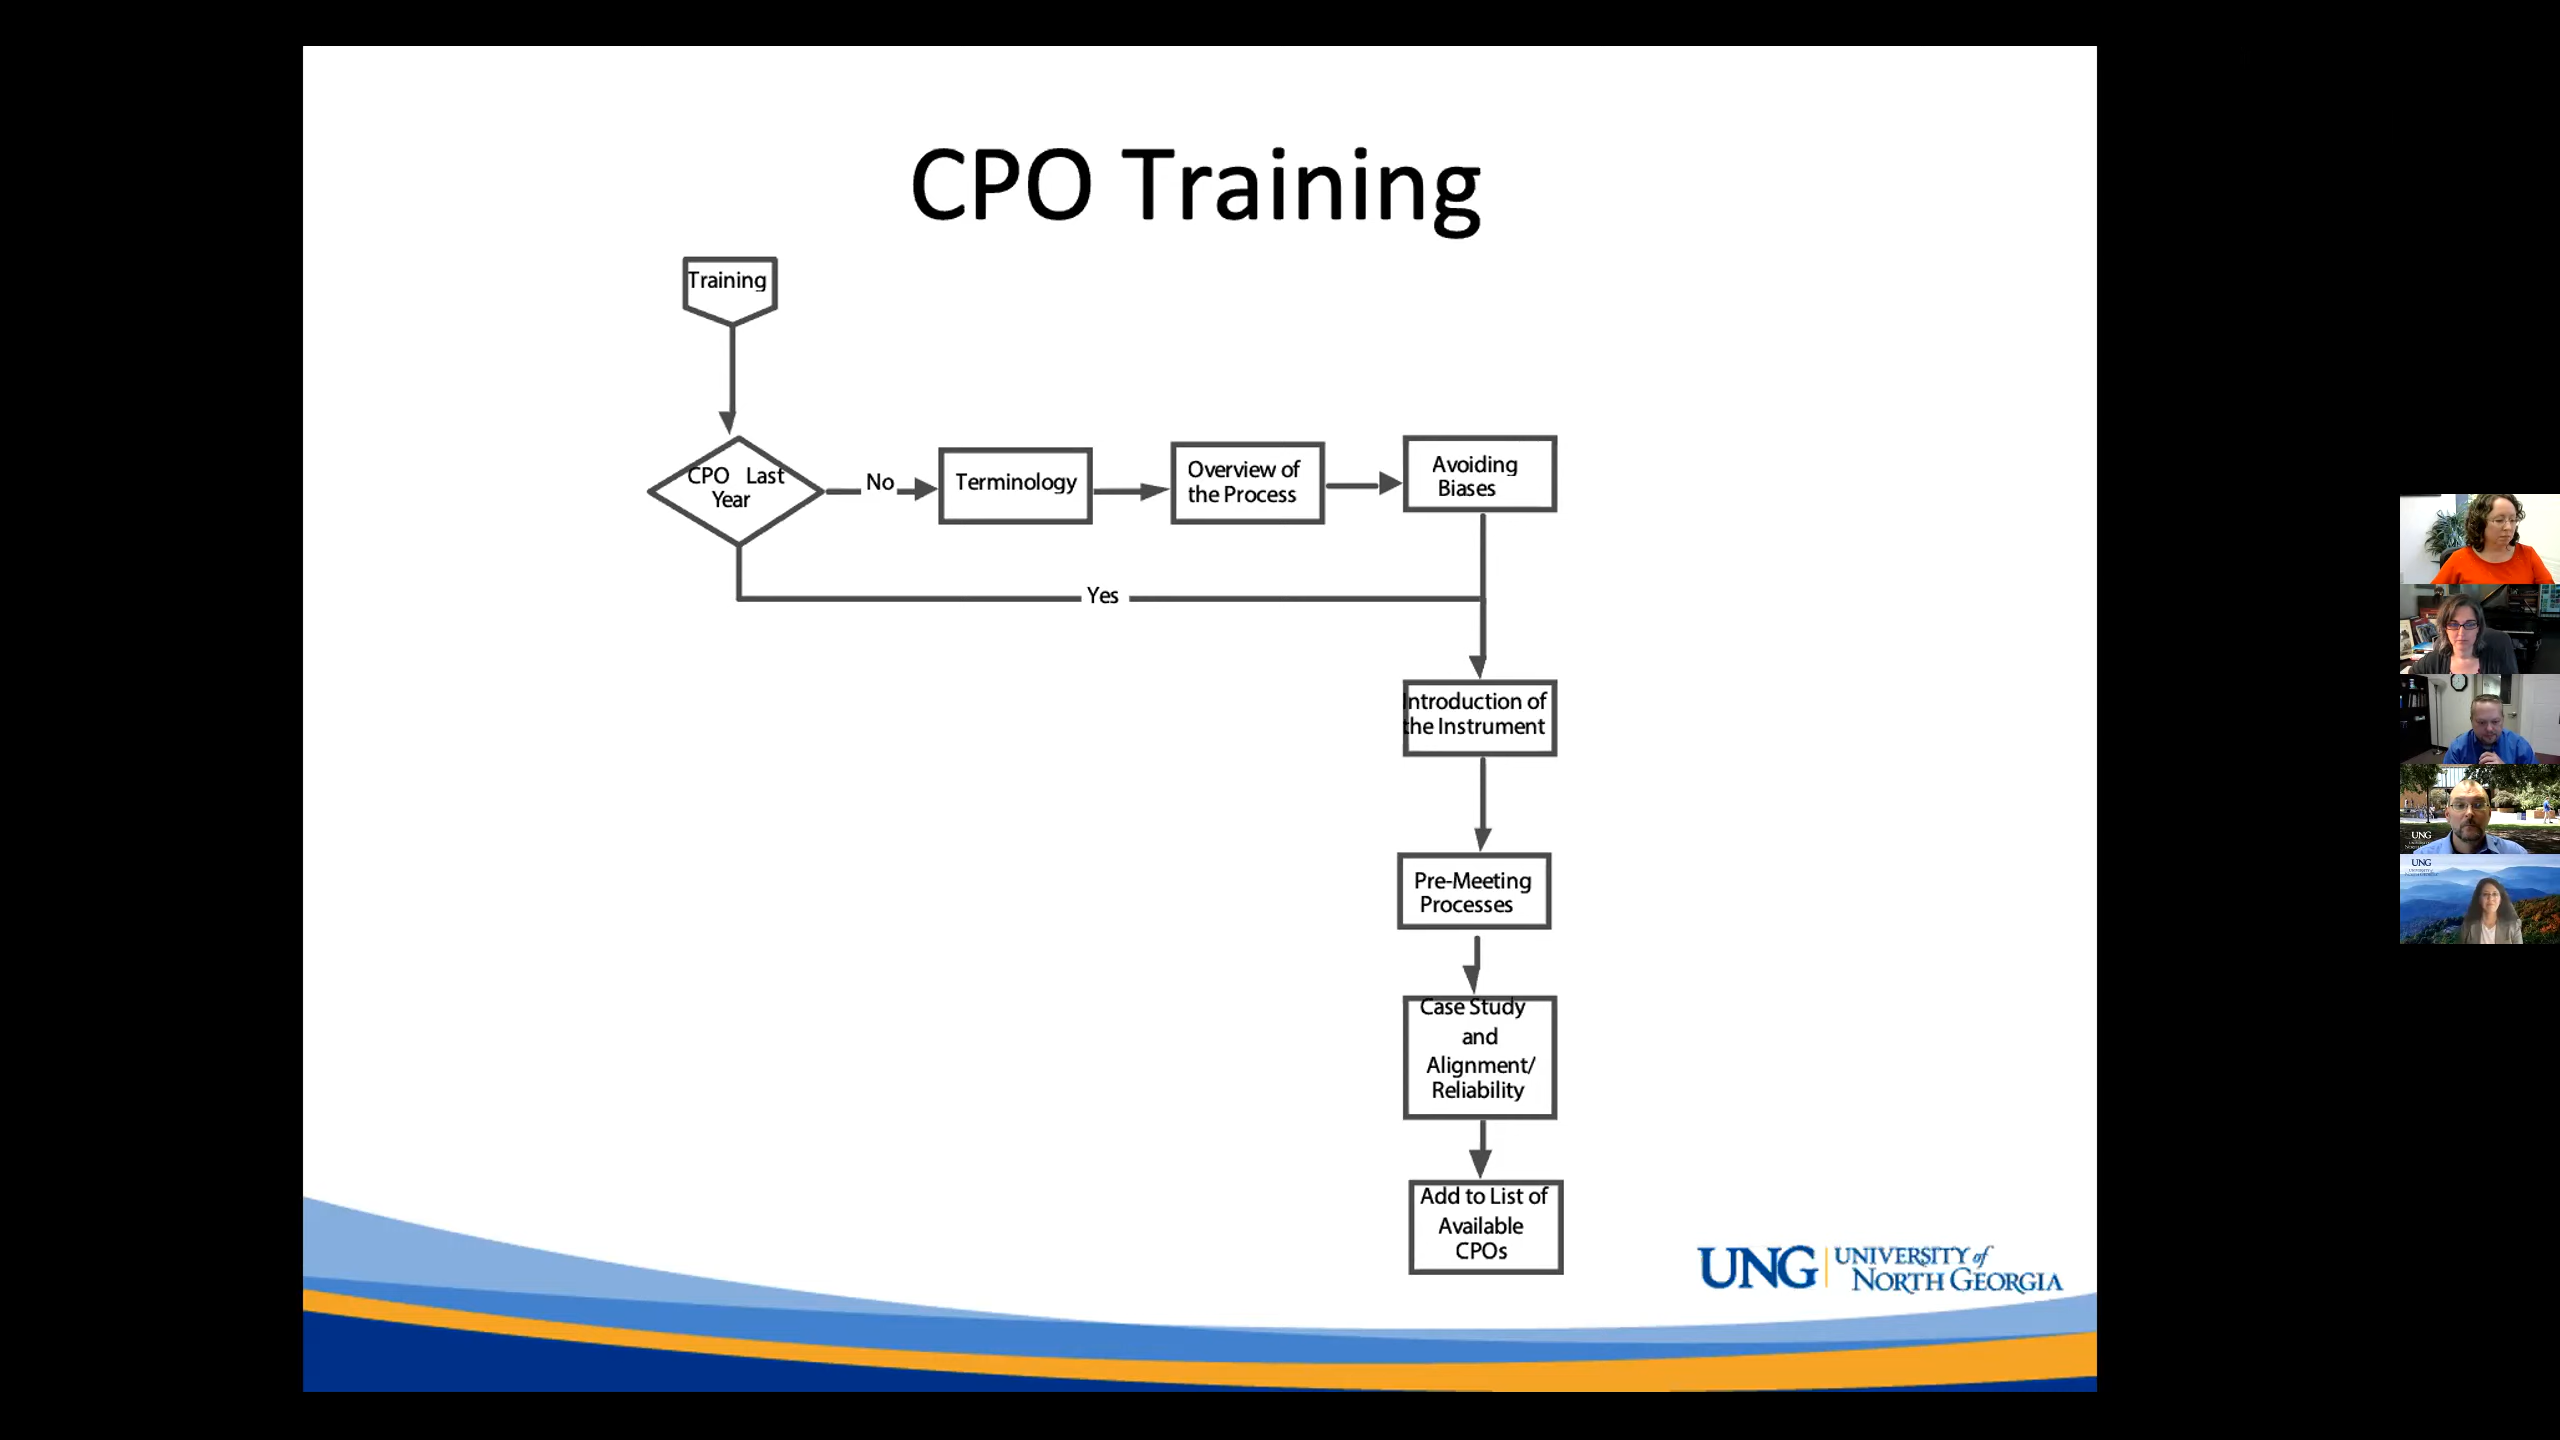 CPO Training
Training
CPO Last
Year
No
Terminology
Overview of
the Process
Avoiding
Biases
Yes
Introduction of
the Instrument
Pre-Meeting
Processes
Case Study
and
Alignment/
Reliability
Add to List of
Available
CPOs
UNG
UNIVERSITY of
NORTH GEORGIA
UNG
UNG